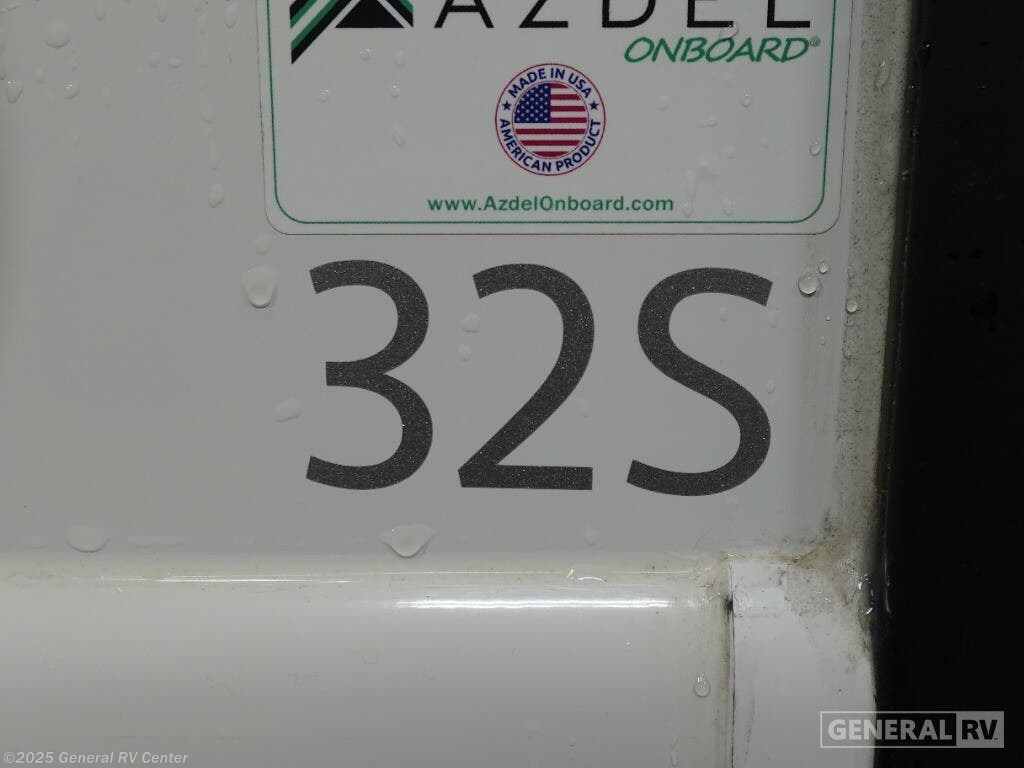 AZDEL
ONBOARD®
MADE IN USA
AMERICAN PRODUCT
www.AzdelOnboard.com
32S
GENERAL RV
©2025 General RV Center